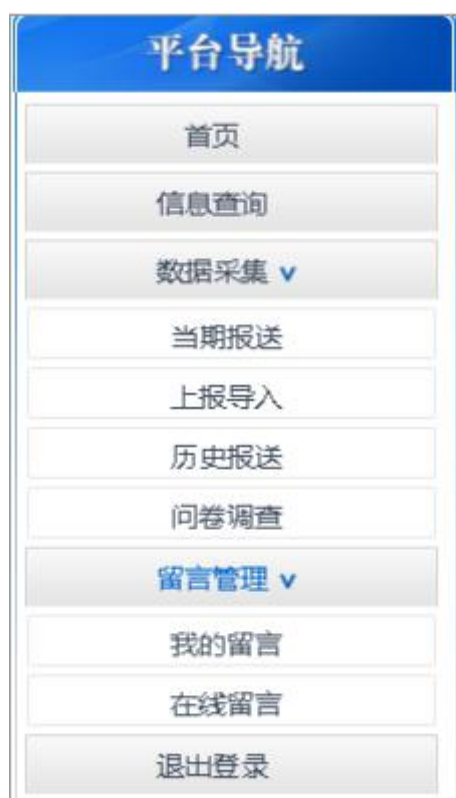 平台导航
首页
信息查询
数据采集 ∨
当期报送
上报导入
历史报送
问卷调查
留言管理 ∨
我的留言
在线留言
退出登录